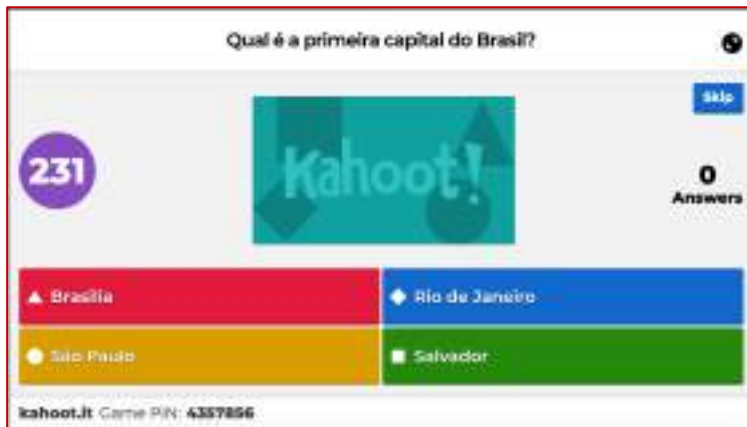 Qual é a primeira capital do Brasil?
Skip
231
Kahoot!
0
Answers
Brasília
Rio de Janeiro
São Paulo
Salvador
kahoot.it Game PIN: 4357856